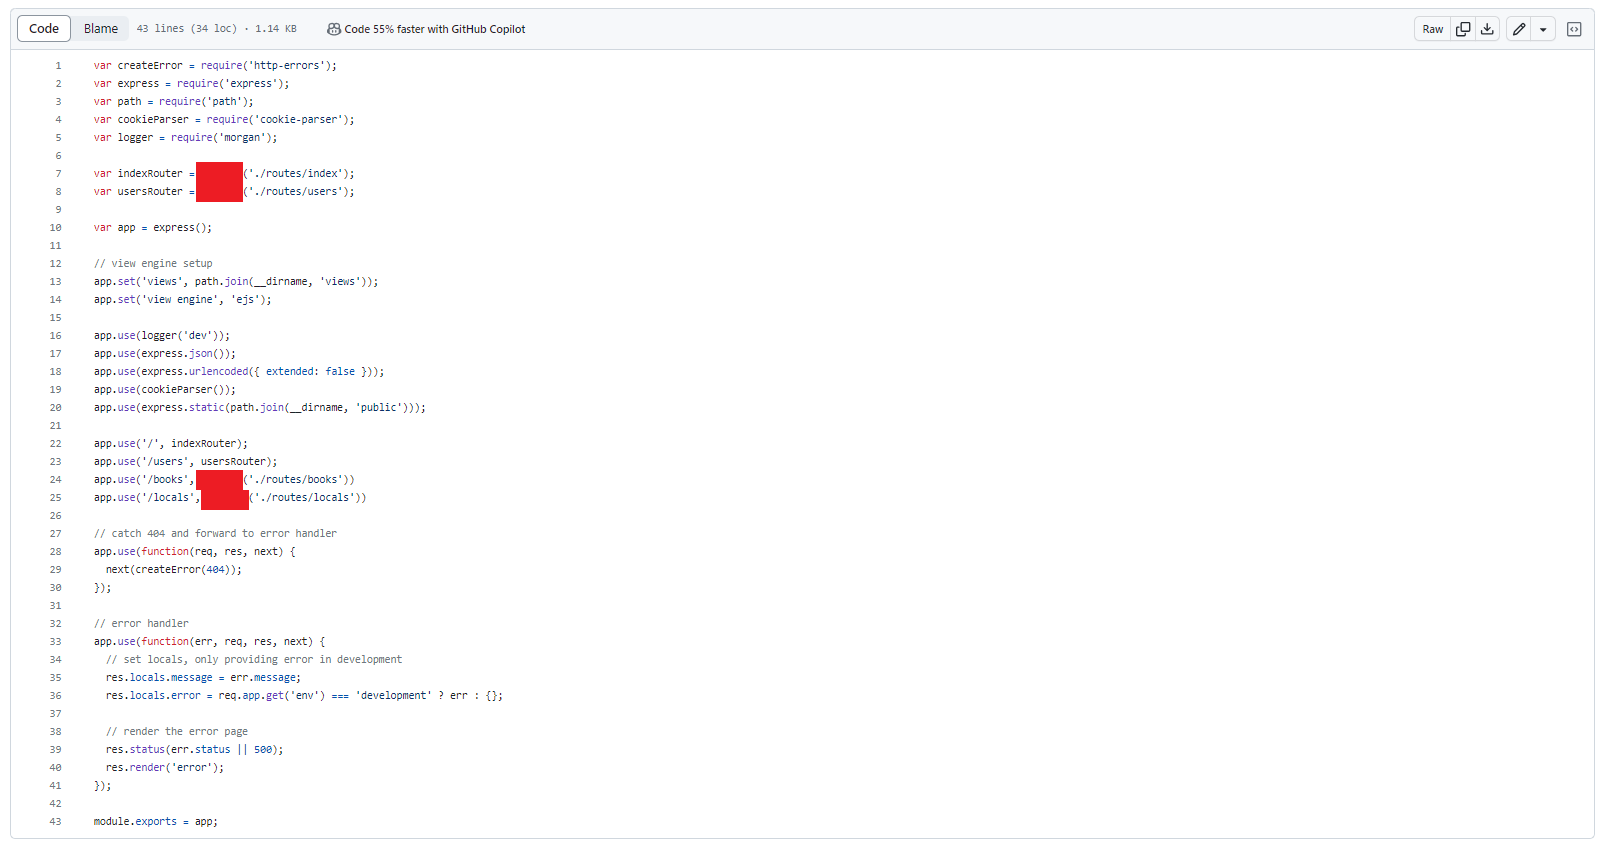 Code Blame 43 lines (34 loc) · 1.14 KB Code 55% faster with GitHub Copilot Raw
1 var createError = require('http-errors');
2 var express = require('express');
3 var path = require('path');
4 var cookieParser = require('cookie-parser');
5 var logger = require('morgan');
6
7 var indexRouter = ('./routes/index');
8 var usersRouter = ('./routes/users');
9
10 var app = express();
11
12 // view engine setup
13 app.set('views', path.join(__dirname, 'views'));
14 app.set('view engine', 'ejs');
15
16 app.use(logger('dev'));
17 app.use(express.json());
18 app.use(express.urlencoded({ extended: false }));
19 app.use(cookieParser());
20 app.use(express.static(path.join(__dirname, 'public')));
21
22 app.use('/', indexRouter);
23 app.use('/users', usersRouter);
24 app.use('/books', ('./routes/books'))
25 app.use('/locals', ('./routes/locals'))
26
27 // catch 404 and forward to error handler
28 app.use(function(req, res, next) {
29   next(createError(404));
30 });
31
32 // error handler
33 app.use(function(err, req, res, next) {
34   // set locals, only providing error in development
35   res.locals.message = err.message;
36   res.locals.error = req.app.get('env') === 'development' ? err : {};
37
38   // render the error page
39   res.status(err.status || 500);
40   res.render('error');
41 });
42
43 module.exports = app;